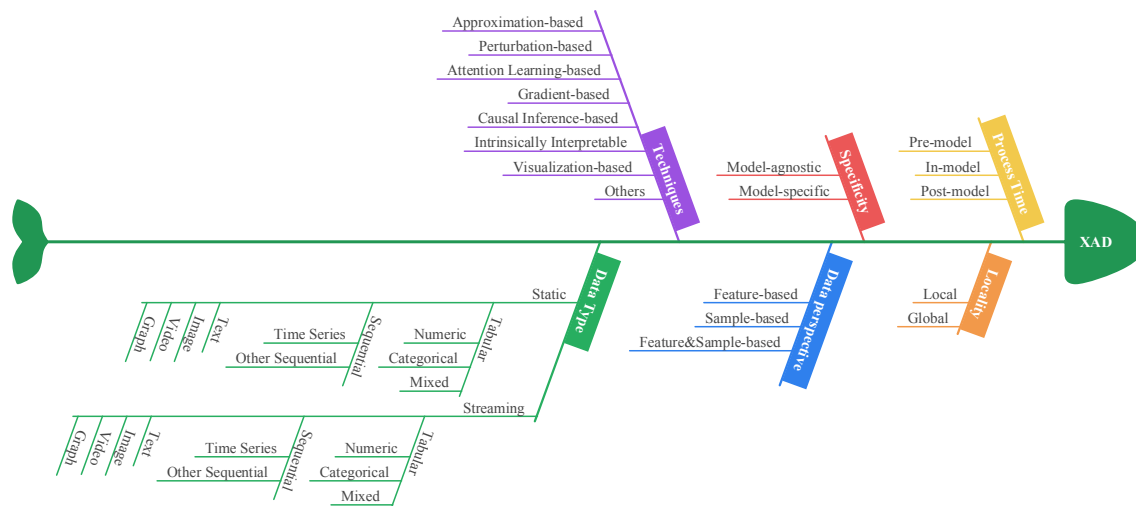 Approximation-based
Perturbation-based
Attention Learning-based
Gradient-based
Causal Inference-based
Intrinsically Interpretable
Visualization-based
Others
Techniques
Model-agnostic
Model-specific
Specificity
Pre-model
In-model
Post-model
Process Time
XAD
Static
Graph
Video
Image
Text
Time Series
Other Sequential
Sequential
Numeric
Categorical
Mixed
Tabular
Streaming
Graph
Video
Image
Text
Time Series
Other Sequential
Sequential
Numeric
Categorical
Mixed
Tabular
Data Type
Feature-based
Sample-based
Feature&Sample-based
Data perspective
Local
Global
Locality